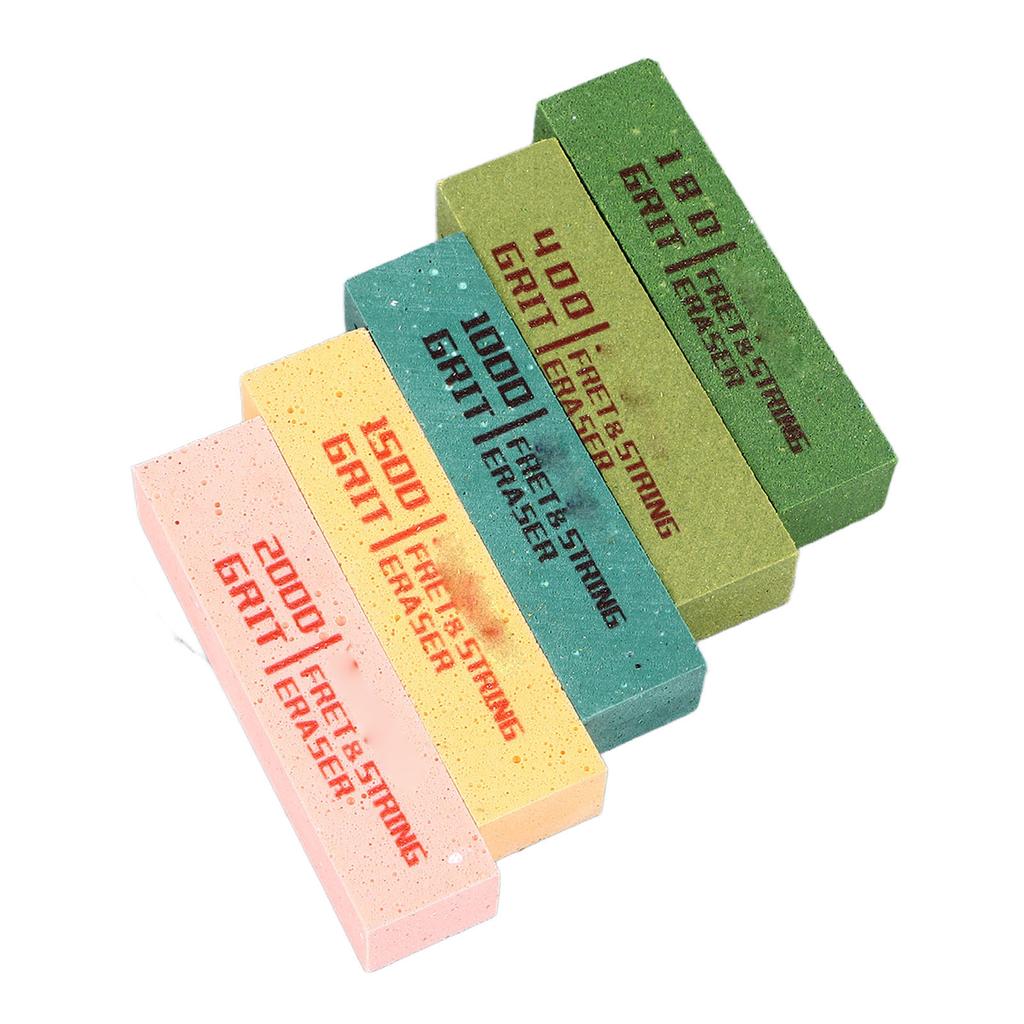 180 | FRET & STRING
GRIT | ERASER
400 | FRET & STRING
GRIT | ERASER
1000 | FRET & STRING
GRIT | ERASER
1500 | FRET & STRING
GRIT | ERASER
2000 | FRET & STRING
GRIT | ERASER